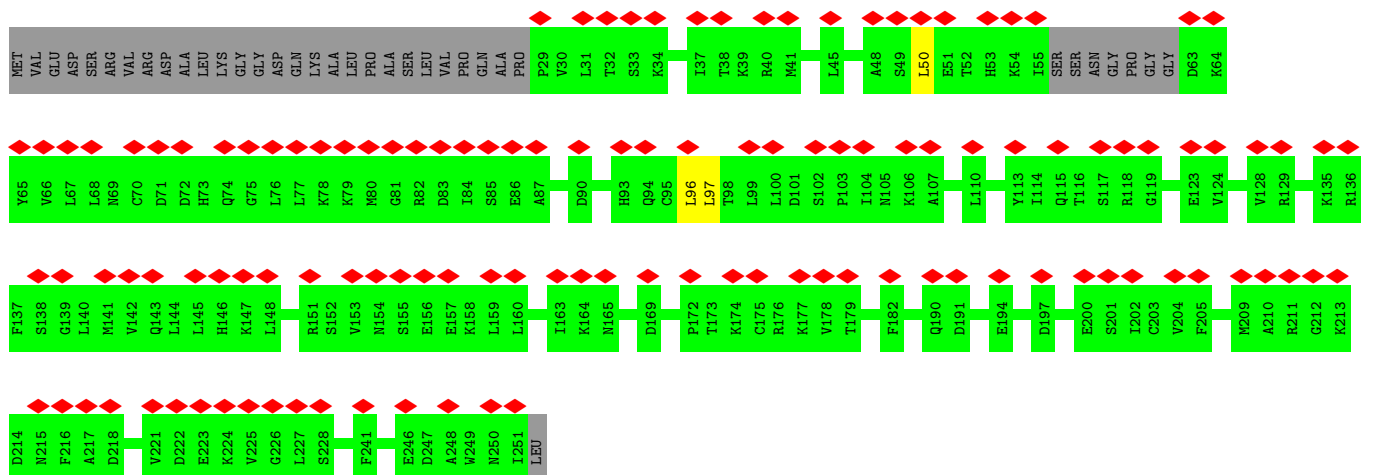 MET VAL GLU ASP SER ARG VAL ARG ASP ALA LEU LYS GLY GLY ASP GLN LYS ALA LEU PRO ALA SER LEU VAL PRO GLN ALA PRO P29 V30 L31 T32 S33 K34 I37 T38 K39 R40 M41 L45 A48 S49 L50 E51 T52 H53 K54 I55 SER SER ASN GLY PRO GLY GLY D63 K64
Y65 V66 L67 L68 N69 C70 D71 D72 H73 Q74 G75 L76 L77 K78 K79 M80 G81 R82 D83 I84 S85 E86 A87 D90 H93 Q94 C95 L96 L97 T98 L99 L100 D101 S102 P103 I104 N105 K106 A107 L110 Y113 I114 Q115 T116 S117 R118 G119 E123 V124 V128 R129 K135 R136
F137 S138 G139 L140 M141 V142 Q143 L144 L145 H146 K147 L148 R151 S152 V153 N154 S155 E156 E157 K158 L159 L160 I163 K164 N165 D169 P172 T173 K174 C175 R176 K177 V178 T179 F182 Q190 D191 E194 D197 E200 S201 I202 C203 V204 F205 M209 A210 R211 G212 K213
D214 N215 F216 A217 D218 V221 D222 E223 K224 V225 G226 L227 S228 F241 E246 D247 A248 W249 N250 I251 LEU